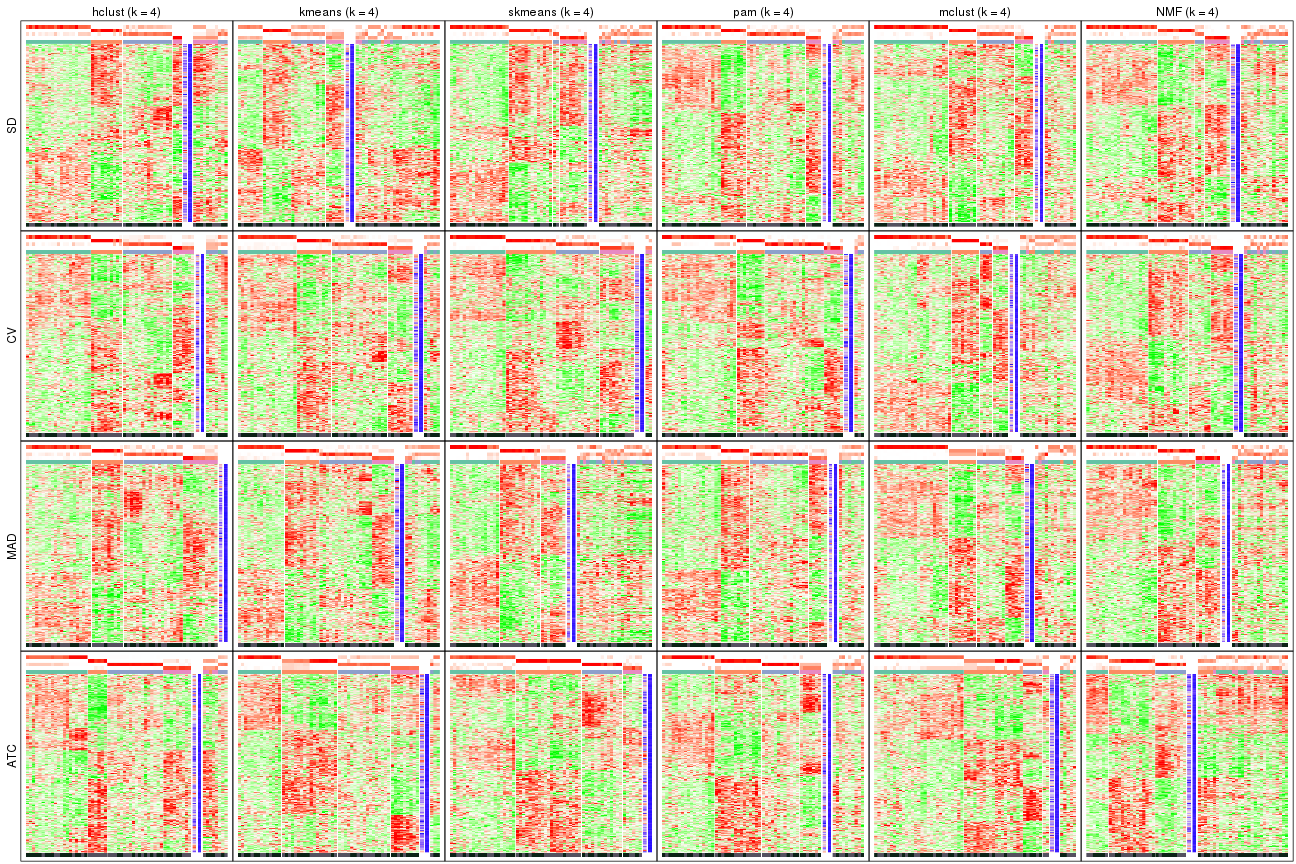 hclust (k = 4) kmeans (k = 4) skmeans (k = 4) pam (k = 4) mclust (k = 4) NMF (k = 4)
SD
CV
MAD
ATC